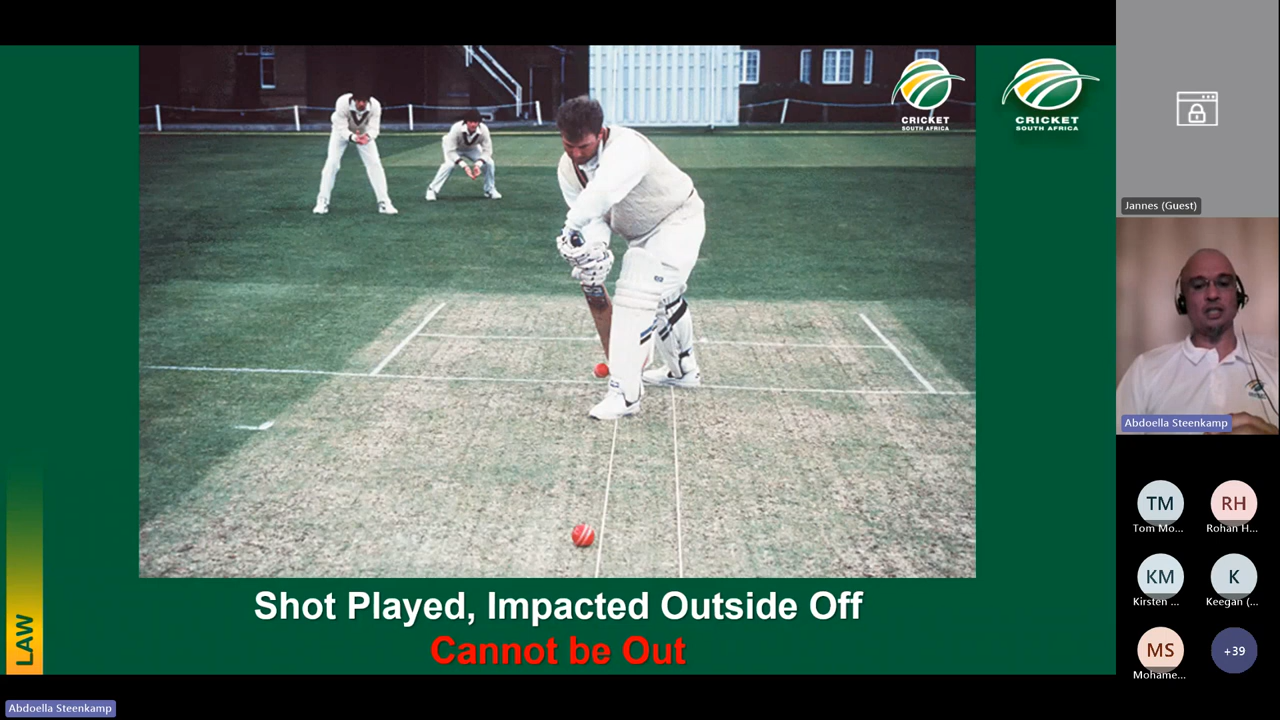 CRICKET
SOUTH AFRICA
CRICKET
SOUTH AFRICA
Jannes (Guest)
Abdoella Steenkamp
TM
Tom Mo...
RH
Rohan H...
KM
Kirsten ...
K
Keegan (...
MS
Mohame...
+39
Shot Played, Impacted Outside Off
Cannot be Out
LAW
Abdoella Steenkamp